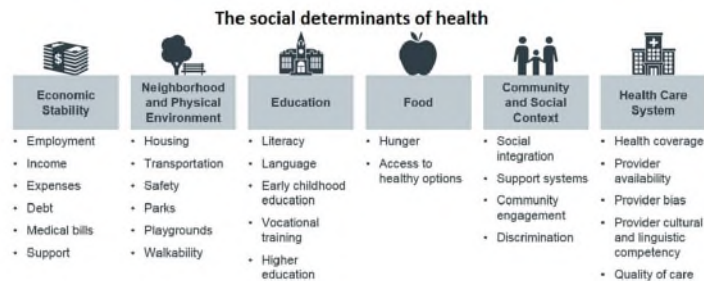 The social determinants of health
Economic
Stability
• Employment
• Income
• Expenses
• Debt
• Medical bills
• Support
Neighborhood
and Physical
Environment
• Housing
• Transportation
• Safety
• Parks
• Playgrounds
• Walkability
Education
• Literacy
• Language
• Early childhood
education
• Vocational
training
• Higher
education
Food
• Hunger
• Access to
healthy options
Community
and Social
Context
• Social
integration
• Support systems
• Community
engagement
• Discrimination
Health Care
System
• Health coverage
• Provider
availability
• Provider bias
• Provider cultural
and linguistic
competency
• Quality of care